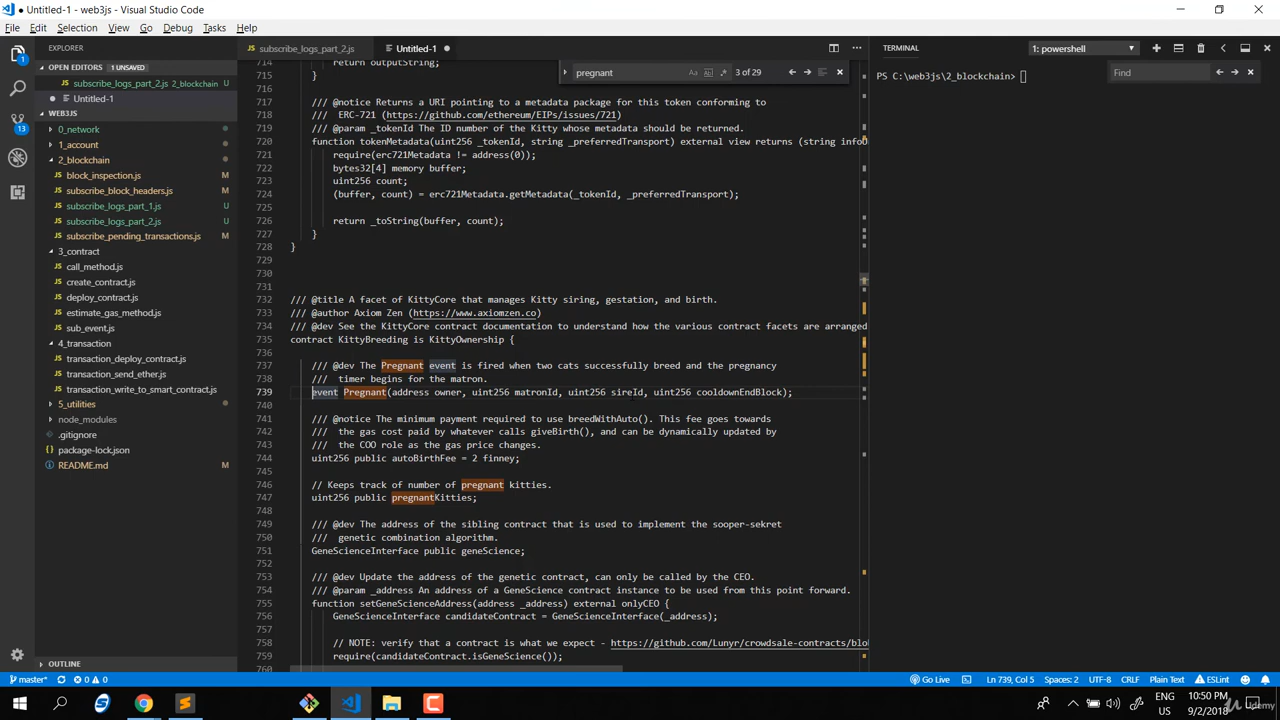 Untitled-1 - web3js - Visual Studio Code
File Edit Selection View Go Debug Tasks Help
EXPLORER
OPEN EDITORS 1 UNSAVED
subscribe_logs_part_2.js 2_blockchain U
Untitled-1
WEB3JS
0_network
1_account
2_blockchain
block_inspection.js M
subscribe_block_headers.js M
subscribe_logs_part_1.js U
subscribe_logs_part_2.js U
subscribe_pending_transactions.js M
3_contract
call_method.js
create_contract.js
deploy_contract.js
estimate_gas_method.js
sub_event.js
4_transaction
transaction_deploy_contract.js
transaction_send_ether.js
transaction_write_to_smart_contract.js
5_utilities
node_modules
.gitignore
package-lock.json
README.md
OUTLINE
subscribe_logs_part_2.js Untitled-1
pregnant 3 of 29
714 return outputString;
715 }
716
717 /// @notice Returns a URI pointing to a metadata package for this token conforming to
718 /// ERC-721 (https://github.com/ethereum/EIPs/issues/721)
719 /// @param _tokenId The ID number of the Kitty whose metadata should be returned.
720 function tokenMetadata(uint256 _tokenId, string _preferredTransport) external view returns (string infoU
721 require(erc721Metadata != address(0));
722 bytes32[4] memory buffer;
723 uint256 count;
724 (buffer, count) = erc721Metadata.getMetadata(_tokenId, _preferredTransport);
725
726 return _toString(buffer, count);
727 }
728 }
729
730
731
732 /// @title A facet of KittyCore that manages Kitty siring, gestation, and birth.
733 /// @author Axiom Zen (https://www.axiomzen.co)
734 /// @dev See the KittyCore contract documentation to understand how the various contract facets are arranged
735 contract KittyBreeding is KittyOwnership {
736
737 /// @dev The Pregnant event is fired when two cats successfully breed and the pregnancy
738 /// timer begins for the matron.
739 event Pregnant(address owner, uint256 matronId, uint256 sireId, uint256 cooldownEndBlock);
740
741 /// @notice The minimum payment required to use breedWithAuto(). This fee goes towards
742 /// the gas cost paid by whatever calls giveBirth(), and can be dynamically updated by
743 /// the COO role as the gas price changes.
744 uint256 public autoBirthFee = 2 finney;
745
746 // Keeps track of number of pregnant kitties.
747 uint256 public pregnantKitties;
748
749 /// @dev The address of the sibling contract that is used to implement the sooper-sekret
750 /// genetic combination algorithm.
751 GeneScienceInterface public geneScience;
752
753 /// @dev Update the address of the genetic contract, can only be called by the CEO.
754 /// @param _address An address of a GeneScience contract instance to be used from this point forward.
755 function setGeneScienceAddress(address _address) external onlyCEO {
756 GeneScienceInterface candidateContract = GeneScienceInterface(_address);
757
758 // NOTE: verify that a contract is what we expect - https://github.com/Lunyr/crowdsale-contracts/blo
759 require(candidateContract.isGeneScience());
760
TERMINAL 1: powershell
PS C:\web3js\2_blockchain>
Find
1
13
master* 0 0
Go Live Ln 739, Col 5 Spaces: 2 UTF-8 CRLF Plain Text ESLint
ENG 10:50 PM
US 9/2/2018
Udemy